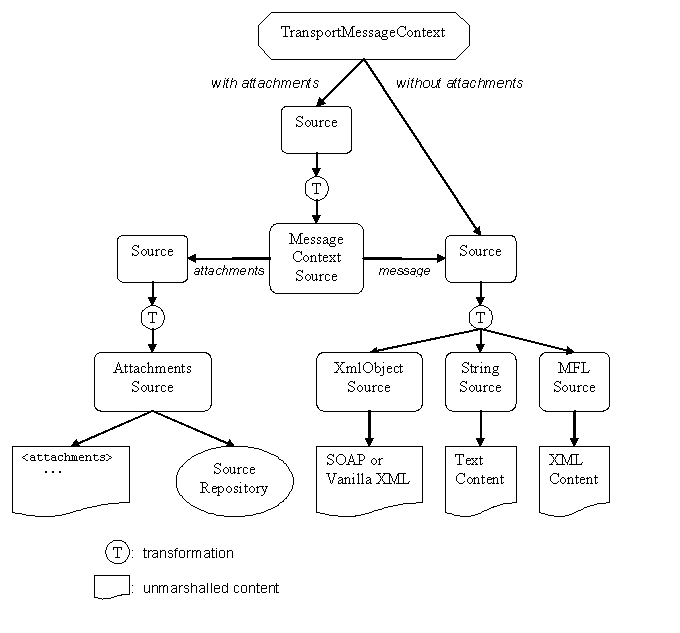 TransportMessageContext
with attachments
without attachments
Source
T
Message
Context
Source
Source
attachments
message
Source
T
T
Attachments
Source
XmlObject
Source
String
Source
MFL
Source
<attachments>
...
Source
Repository
SOAP or
Vanilla XML
Text
Content
XML
Content
T : transformation
: unmarshalled content